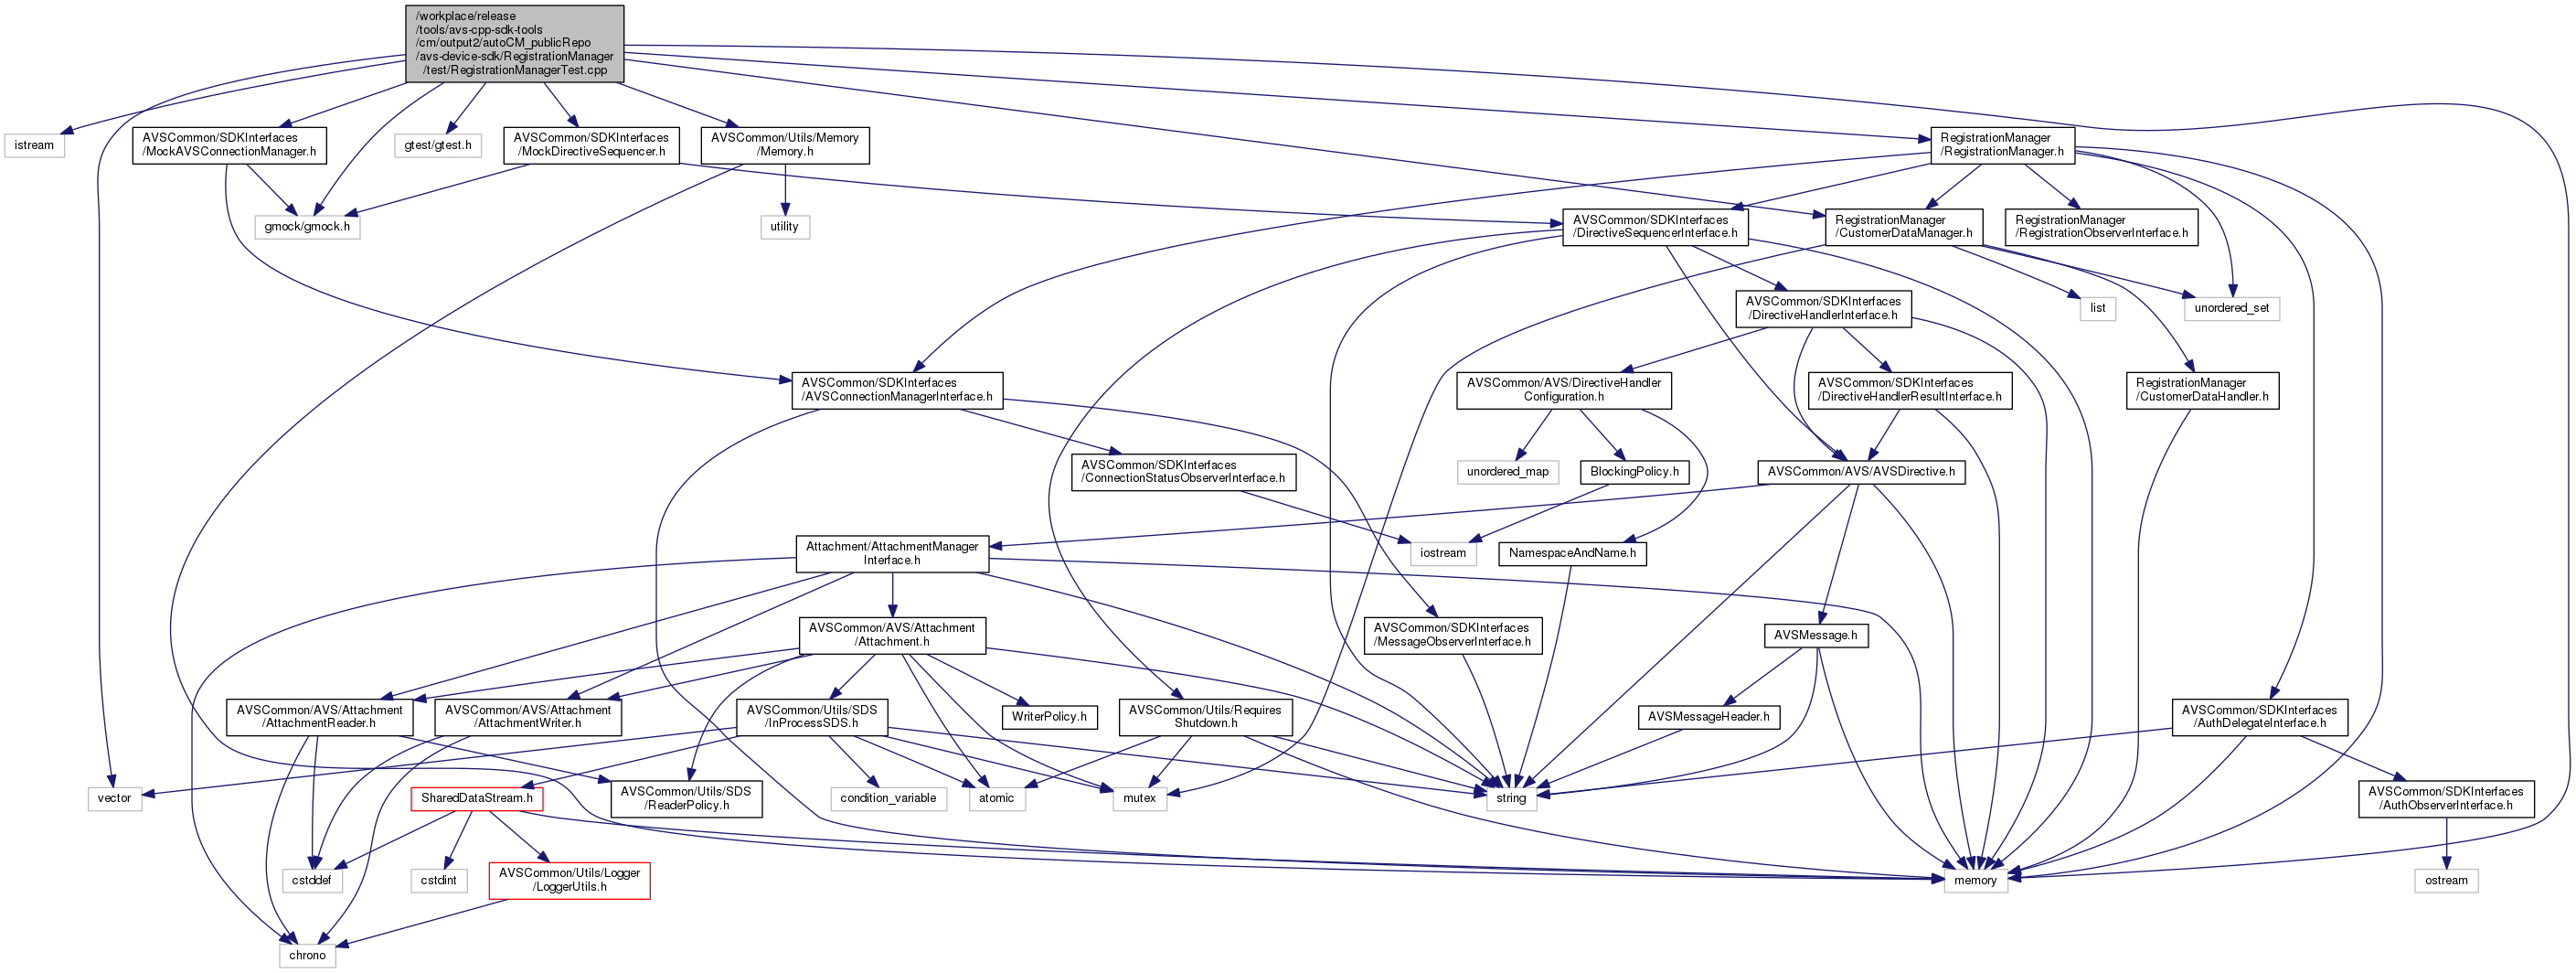 /workplace/release
/tools/avs-cpp-sdk-tools
/cm/output2/autoCM_publicRepo
/avs-device-sdk/RegistrationManager
/test/RegistrationManagerTest.cpp
istream
AVSCommon/SDKInterfaces
/MockAVSConnectionManager.h
gtest/gtest.h
AVSCommon/SDKInterfaces
/MockDirectiveSequencer.h
AVSCommon/Utils/Memory
/Memory.h
RegistrationManager
/RegistrationManager.h
gmock/gmock.h
utility
AVSCommon/SDKInterfaces
/DirectiveSequencerInterface.h
RegistrationManager
/CustomerDataManager.h
RegistrationManager
/RegistrationObserverInterface.h
AVSCommon/SDKInterfaces
/DirectiveHandlerInterface.h
list
unordered_set
AVSCommon/SDKInterfaces
/AVSConnectionManagerInterface.h
AVSCommon/AVS/DirectiveHandler
Configuration.h
AVSCommon/SDKInterfaces
/DirectiveHandlerResultInterface.h
RegistrationManager
/CustomerDataHandler.h
AVSCommon/SDKInterfaces
/ConnectionStatusObserverInterface.h
unordered_map
BlockingPolicy.h
AVSCommon/AVS/AVSDirective.h
Attachment/AttachmentManager
Interface.h
iostream
NamespaceAndName.h
AVSCommon/AVS/Attachment
/Attachment.h
AVSCommon/SDKInterfaces
/MessageObserverInterface.h
AVSMessage.h
AVSCommon/AVS/Attachment
/AttachmentReader.h
AVSCommon/AVS/Attachment
/AttachmentWriter.h
AVSCommon/Utils/SDS
/InProcessSDS.h
WriterPolicy.h
AVSCommon/Utils/Requires
Shutdown.h
AVSMessageHeader.h
AVSCommon/SDKInterfaces
/AuthDelegateInterface.h
vector
SharedDataStream.h
AVSCommon/Utils/SDS
/ReaderPolicy.h
condition_variable
atomic
mutex
string
AVSCommon/SDKInterfaces
/AuthObserverInterface.h
cstddef
cstdint
AVSCommon/Utils/Logger
/LoggerUtils.h
memory
ostream
chrono